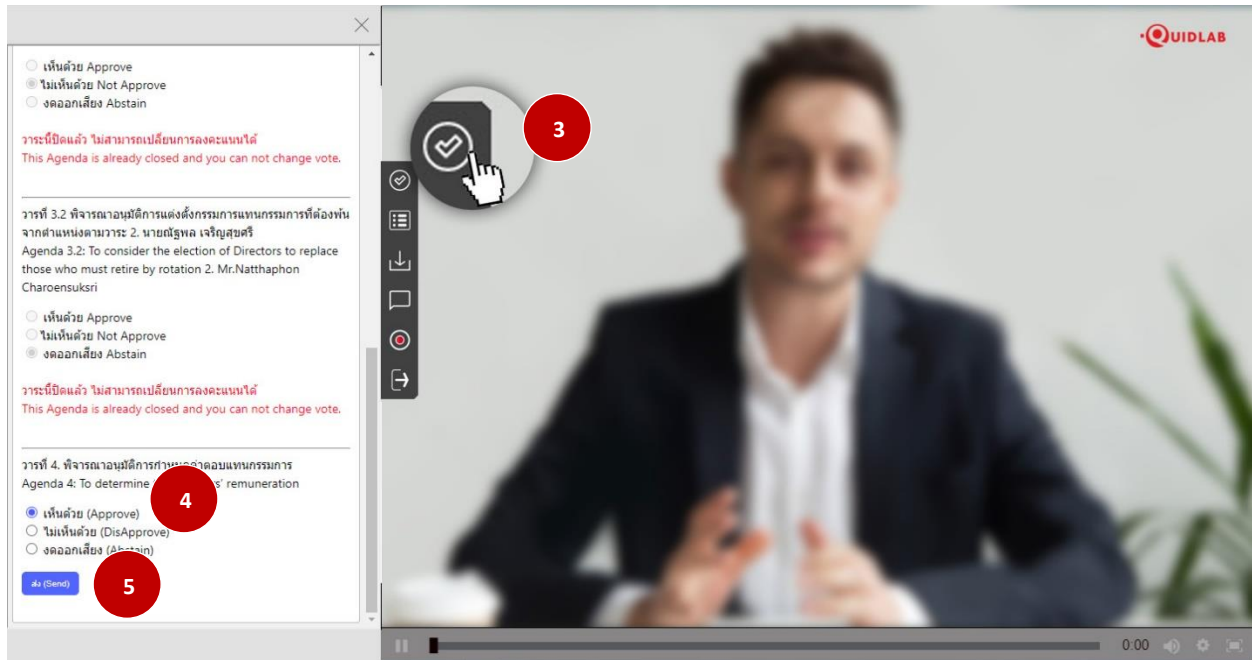 เห็นด้วย Approve
ไม่เห็นด้วย Not Approve
งดออกเสียง Abstain
วาระนี้ปิดแล้ว ไม่สามารถเปลี่ยนการลงคะแนนได้
This Agenda is already closed and you can not change vote.
วารที่ 3.2 พิจารณาอนุมัติการแต่งตั้งกรรมการแทนกรรมการที่ต้องพ้น
จากตำแหน่งตามวาระ 2. นายณัฐพล เจริญสุขศรี
Agenda 3.2: To consider the election of Directors to replace
those who must retire by rotation 2. Mr.Natthaphon
Charoensuksri
เห็นด้วย Approve
ไม่เห็นด้วย Not Approve
งดออกเสียง Abstain
วาระนี้ปิดแล้ว ไม่สามารถเปลี่ยนการลงคะแนนได้
This Agenda is already closed and you can not change vote.
วารที่ 4. พิจารณาอนุมัติการกำหนดค่าตอบแทนกรรมการ
Agenda 4: To determine remuneration
4
เห็นด้วย (Approve)
ไม่เห็นด้วย (DisApprove)
งดออกเสียง (Abstain)
ส่ง (Send)
5
QUIDLAB
3
0:00